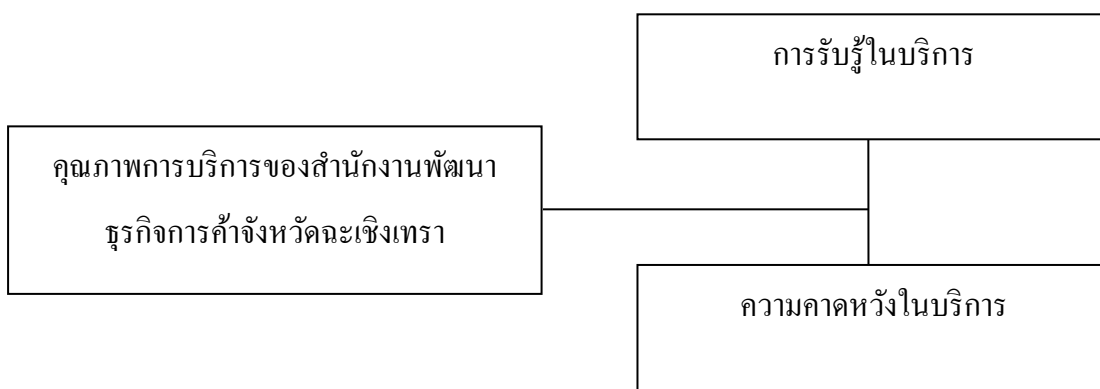 การรับรู้ในบริการ
คุณภาพการบริการของสำนักงานพัฒนา
ธุรกิจการค้าจังหวัดฉะเชิงเทรา
ความคาดหวังในบริการ